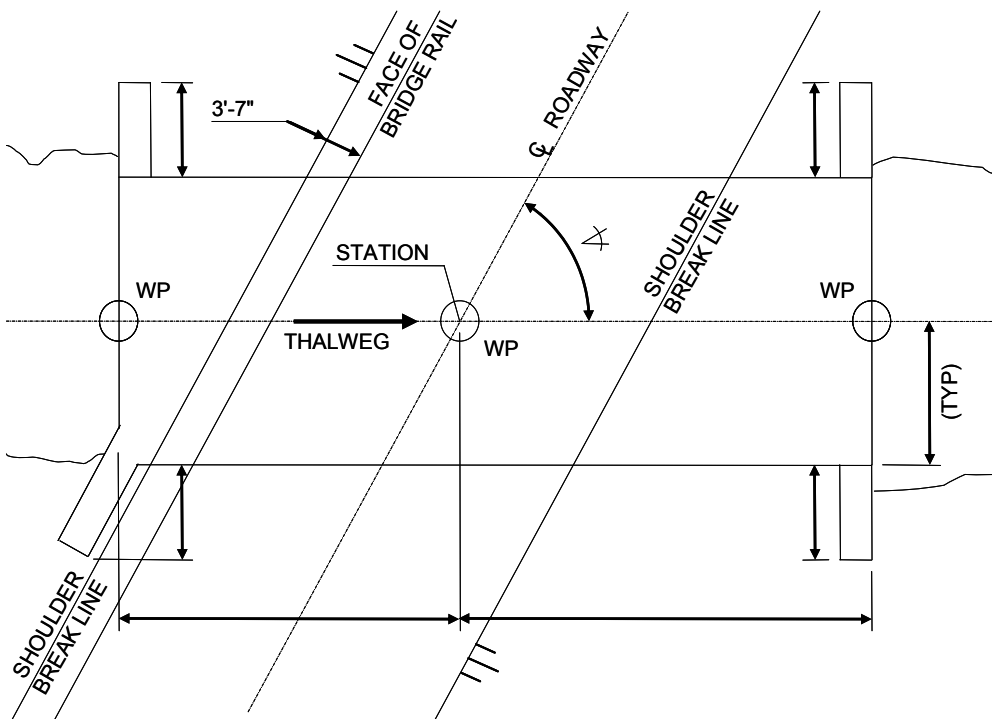 FACE OF
BRIDGE RAIL
3'-7"
℄ ROADWAY
SHOULDER
BREAK LINE
STATION
WP
WP
WP
THALWEG
(TYP)
SHOULDER
BREAK LINE